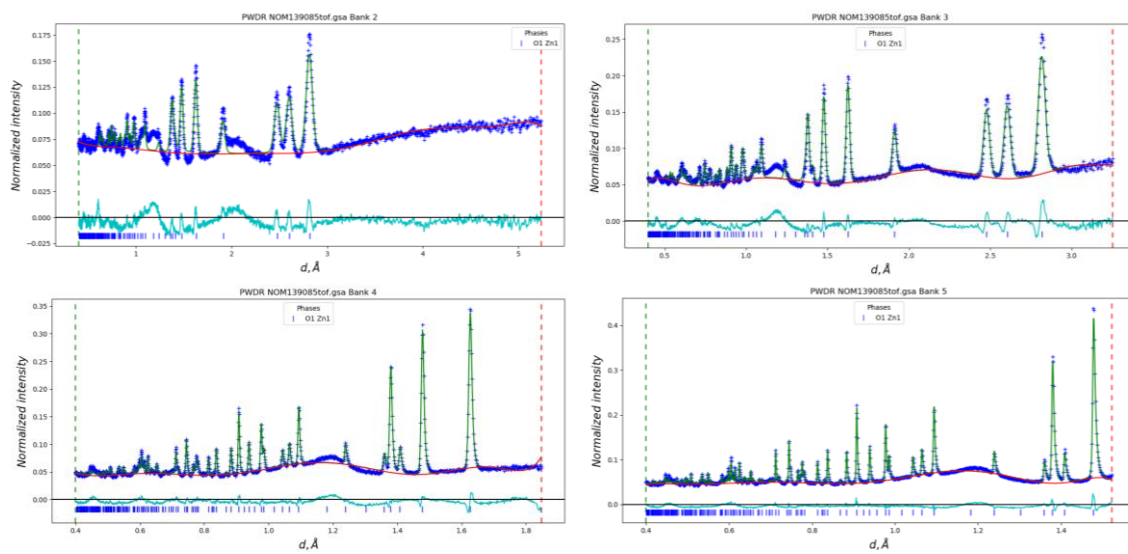 PWDR NOM139085tof.gsa Bank 2
Normalized intensity
0.175
0.150
0.125
0.100
0.075
0.050
0.025
0.000
−0.025
Phases
O1 Zn1
1
2
3
4
5
d, Å
PWDR NOM139085tof.gsa Bank 3
Normalized intensity
0.25
0.20
0.15
0.10
0.05
0.00
Phases
O1 Zn1
0.5
1.0
1.5
2.0
2.5
3.0
d, Å
PWDR NOM139085tof.gsa Bank 4
Normalized intensity
0.35
0.30
0.25
0.20
0.15
0.10
0.05
0.00
Phases
O1 Zn1
0.4
0.6
0.8
1.0
1.2
1.4
1.6
1.8
d, Å
PWDR NOM139085tof.gsa Bank 5
Normalized intensity
0.4
0.3
0.2
0.1
0.0
Phases
O1 Zn1
0.4
0.6
0.8
1.0
1.2
1.4
d, Å